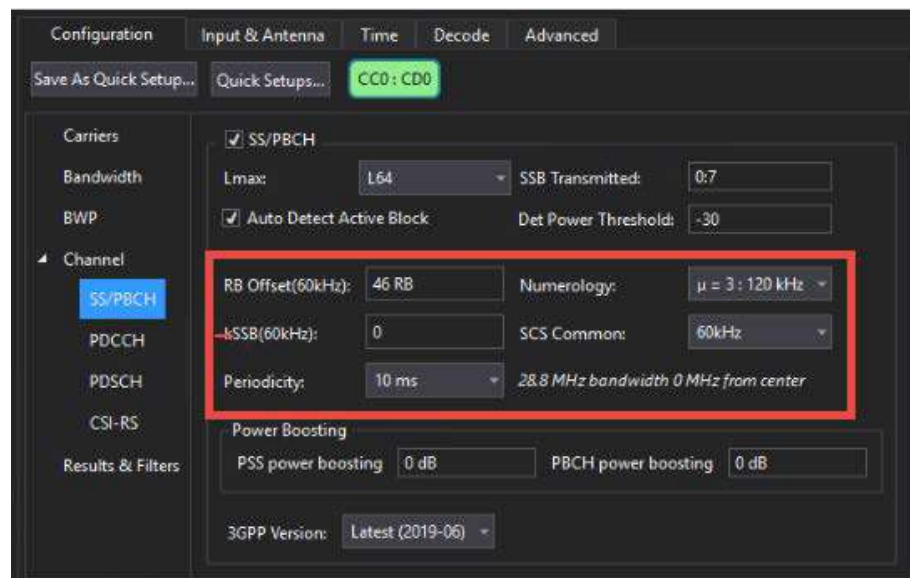 Configuration Input & Antenna Time Decode Advanced
Save As Quick Setup... Quick Setups... CC0 : CD0
Carriers
Bandwidth
BWP
Channel
SS/PBCH
PDCCH
PDSCH
CSI-RS
Results & Filters
SS/PBCH
Lmax: L64 SSB Transmitted: 0:7
Auto Detect Active Block Det Power Threshold: -30
RB Offset(60kHz): 46 RB Numerology: μ = 3 : 120 kHz
kSSB(60kHz): 0 SCS Common: 60kHz
Periodicity: 10 ms 28.8 MHz bandwidth 0 MHz from center
Power Boosting
PSS power boosting 0 dB PBCH power boosting 0 dB
3GPP Version: Latest (2019-06)